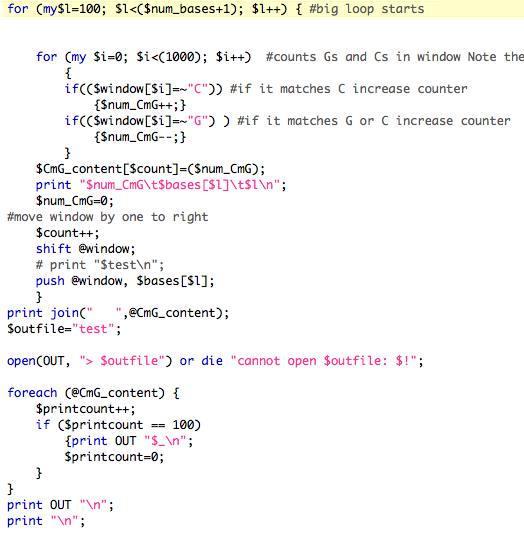 for (my$l=100; $l<($num_bases+1); $l++) { #big loop starts
for (my $i=0; $i<(1000); $i++)  #counts Gs and Cs in window Note the
{
if(($window[$i]=~"C")) #if it matches C increase counter
{$num_CmG++;}
if(($window[$i]=~"G") ) #if it matches G or C increase counter
{$num_CmG--;}
}
$CmG_content[$count]=($num_CmG);
print "$num_CmG\t$bases[$l]\t$l\n";
$num_CmG=0;
#move window by one to right
$count++;
shift @window;
# print "$test\n";
push @window, $bases[$l];
}
print join("   ",@CmG_content);
$outfile="test";
open(OUT, "> $outfile") or die "cannot open $outfile: $!";
foreach (@CmG_content) {
$printcount++;
if ($printcount == 100)
{print OUT "$_\n";
$printcount=0;
}
}
print OUT "\n";
print "\n";